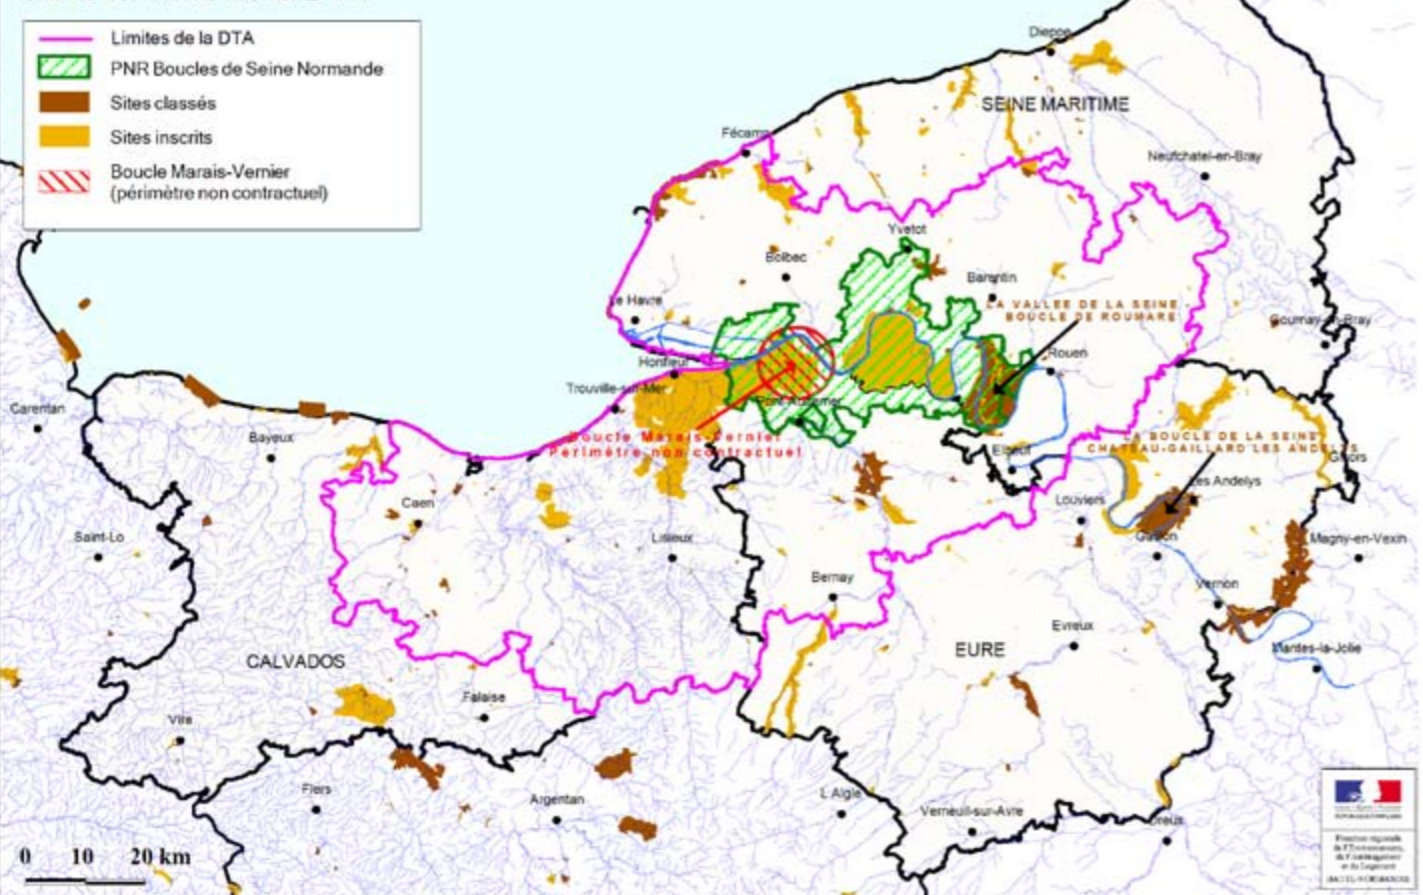 Limites de la DTA
PNR Boucles de Seine Normande
Sites classés
Sites inscrits
Boucle Marais-Vernier
(périmètre non contractuel)
Dieppe
SEINE MARITIME
Fécamp
Neufchatel-en-Bray
Yvetot
Bolbec
Barentin
Le Havre
LA VALLEE DE LA SEINE -
BOUCLE DE ROUMARE
Gournay-en-Bray
Honfleur
Rouen
Trouville-sur-Mer
Pont-Audemer
Carentan
Bayeux
Boucle Marais-Vernier
Périmètre non contractuel
LA BOUCLE DE LA SEINE
CHATEAU-GAILLARD LES ANDELYS
Elbeuf
Gisors
Les Andelys
Louviers
Caen
Saint-Lo
Lisieux
Gaillon
Magny-en-Vexin
Bernay
Vernon
Evreux
Mantes-la-Jolie
CALVADOS
EURE
Falaise
Vire
Flers
Argentan
L Aigle
Verneuil-sur-Avre
Dreux
0 10 20 km